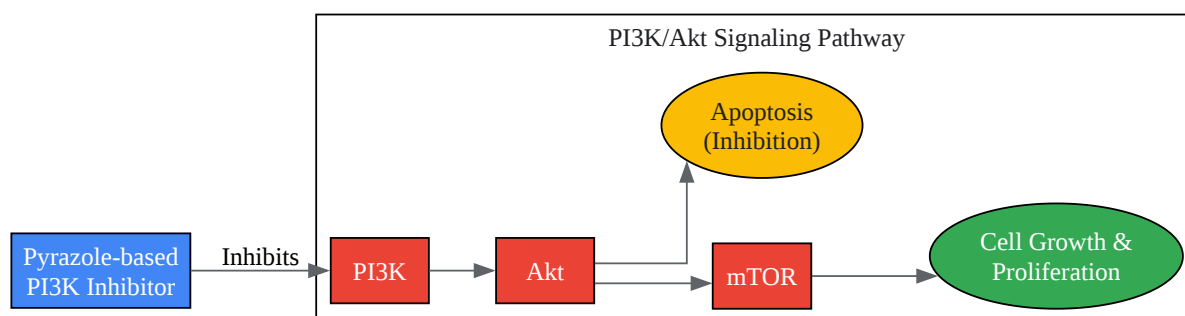 PI3K/Akt Signaling Pathway
Apoptosis
(Inhibition)
Pyrazole-based
PI3K Inhibitor
Inhibits
PI3K
Akt
mTOR
Cell Growth &
Proliferation